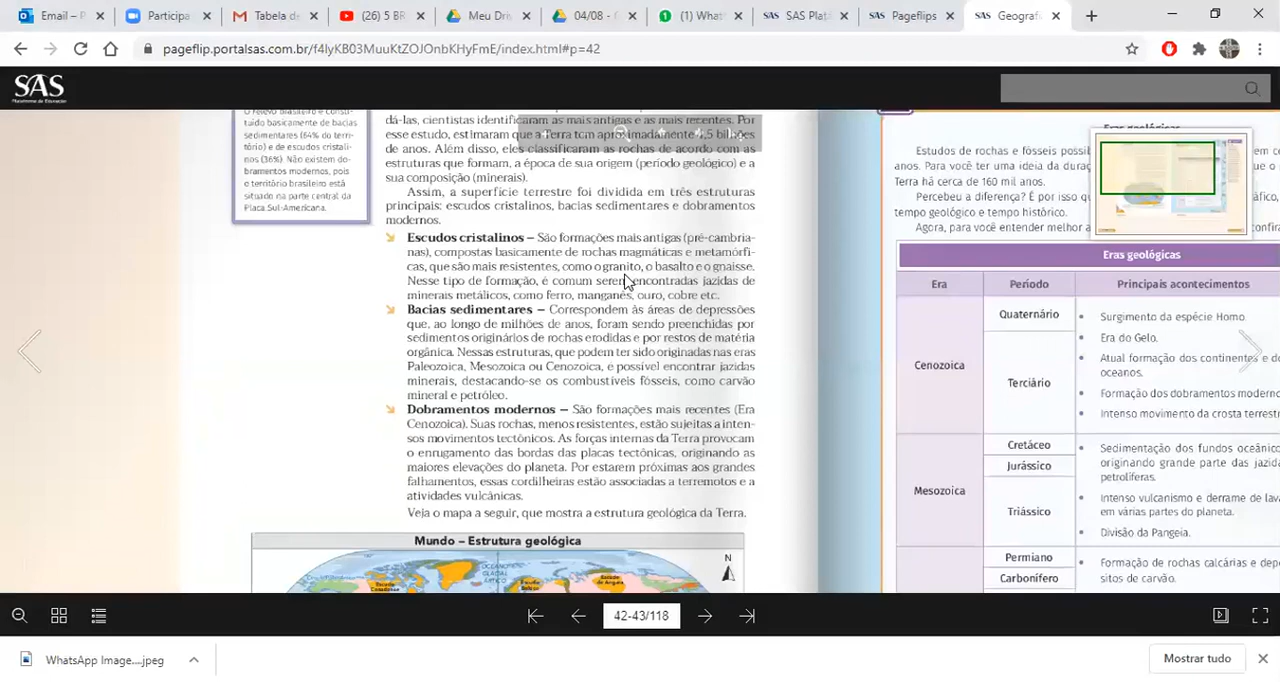 Email – P
Participa
Tabela de
(26) 5 BR
Meu Dri
04/08 - 
(1) What
SAS Plat
Pageflips
SAS Geografi
pageflip.portalsas.com.br/f4lyKB03MuuKtZOJOnbKHyFmE/index.html#p=42
SAS
Plataforma de Educação
O relevo brasileiro é consti-
tuído basicamente de bacias
sedimentares (64% do terri-
tório) e de escudos cristali-
nos (36%). Não existem do-
bramentos modernos, pois
o território brasileiro está
situado na parte central da
Placa Sul-Americana.
dá-las, cientistas identificaram as mais antigas e as mais recentes. Por
esse estudo, estimaram que a Terra tem aproximadamente 4,5 bilhões
de anos. Além disso, eles classificaram as rochas de acordo com as
estruturas que formam, a época de sua origem (período geológico) e a
sua composição (minerais).
Assim, a superfície terrestre foi dividida em três estruturas
principais: escudos cristalinos, bacias sedimentares e dobramentos
modernos.
Escudos cristalinos – São formações mais antigas (pré-cambria-
nas), compostas basicamente de rochas magmáticas e metamórfi-
cas, que são mais resistentes, como o granito, o basalto e o gnaisse.
Nesse tipo de formação, é comum serem encontradas jazidas de
minerais metálicos, como ferro, manganês, ouro, cobre etc.
Bacias sedimentares – Correspondem às áreas de depressões
que, ao longo de milhões de anos, foram sendo preenchidas por
sedimentos originários de rochas erodidas e por restos de matéria
orgânica. Nessas estruturas, que podem ter sido originadas nas eras
Paleozoica, Mesozoica ou Cenozoica, é possível encontrar jazidas
minerais, destacando-se os combustíveis fósseis, como carvão
mineral e petróleo.
Dobramentos modernos – São formações mais recentes (Era
Cenozoica). Suas rochas, menos resistentes, estão sujeitas a inten-
sos movimentos tectônicos. As forças internas da Terra provocam
o enrugamento das bordas das placas tectônicas, originando as
maiores elevações do planeta. Por estarem próximas aos grandes
falhamentos, essas cordilheiras estão associadas a terremotos e a
atividades vulcânicas.
Veja o mapa a seguir, que mostra a estrutura geológica da Terra.
Mundo – Estrutura geológica
N
Eras geológicas
Estudos de rochas e fósseis possi
anos. Para você ter uma ideia da duraç
Terra há cerca de 160 mil anos.
Percebeu a diferença? É por isso qu
tempo geológico e tempo histórico.
Agora, para você entender melhor a
Eras geológicas
Era
Período
Principais acontecimentos
Cenozoica
Quaternário
Surgimento da espécie Homo.
Era do Gelo.
Terciário
Atual formação dos continentes e d
oceanos.
Formação dos dobramentos moderno
Intenso movimento da crosta terrest
Mesozoica
Cretáceo
Jurássico
Triássico
Sedimentação dos fundos oceânico
originando grande parte das jazida
petrolíferas.
Intenso vulcanismo e derrame de lav
em várias partes do planeta.
Divisão da Pangeia.
Permiano
Carbonífero
Formação de rochas calcárias e depó
sitos de carvão.
42-43/118
WhatsApp Image....jpeg
Mostrar tudo